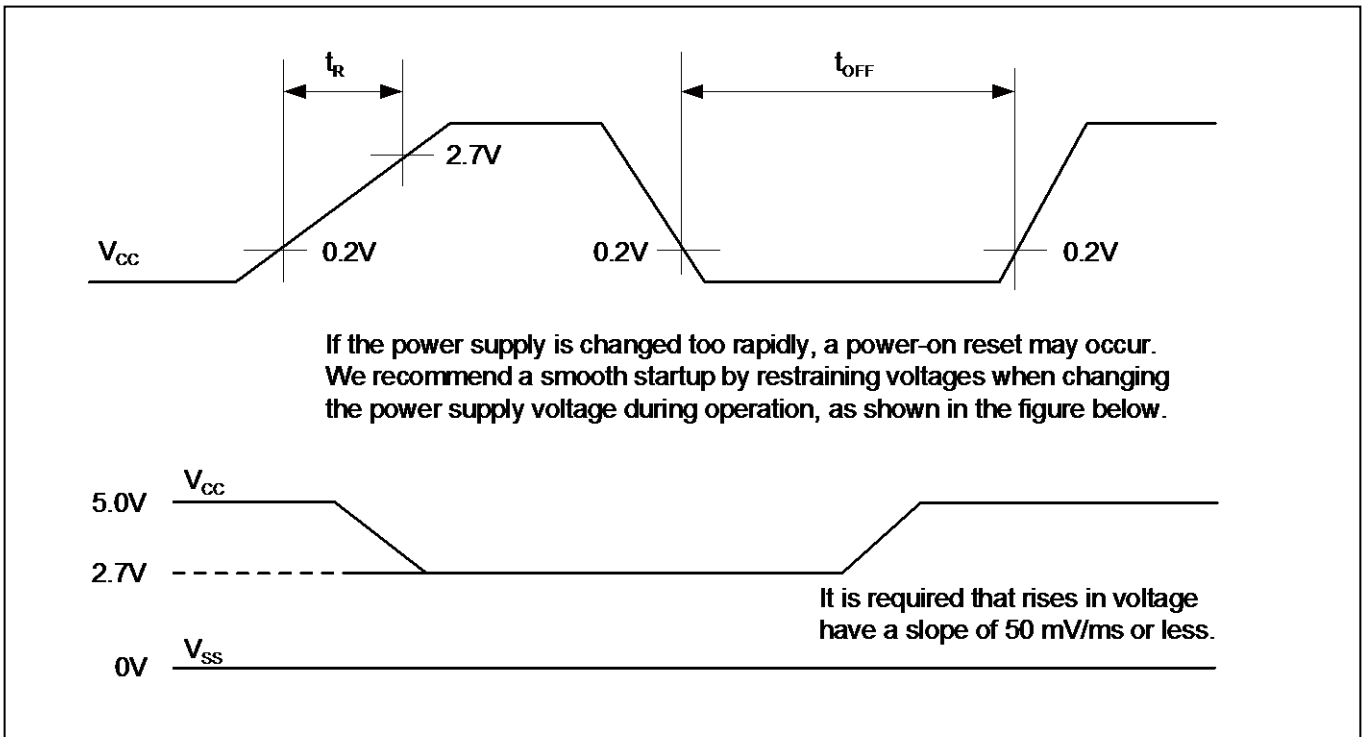 tR
tOFF
2.7V
VCC
0.2V
0.2V
0.2V
If the power supply is changed too rapidly, a power-on reset may occur.
We recommend a smooth startup by restraining voltages when changing
the power supply voltage during operation, as shown in the figure below.
VCC
5.0V
2.7V
It is required that rises in voltage
have a slope of 50 mV/ms or less.
VSS
0V